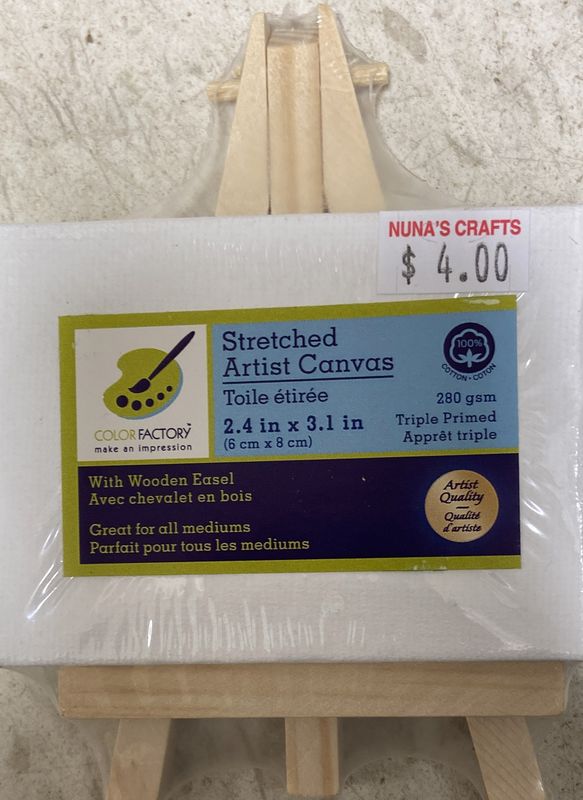 NUNA'S CRAFTS
$ 4.00
Stretched
Artist Canvas
Toile étirée
2.4 in x 3.1 in
(6 cm x 8 cm)
100%
COTTON • COTON
280 gsm
Triple Primed
Apprêt triple
COLOR FACTORY™
make an impression
With Wooden Easel
Avec chevalet en bois
Great for all mediums
Parfait pour tous les mediums
Artist
Quality
Qualité
d'artiste